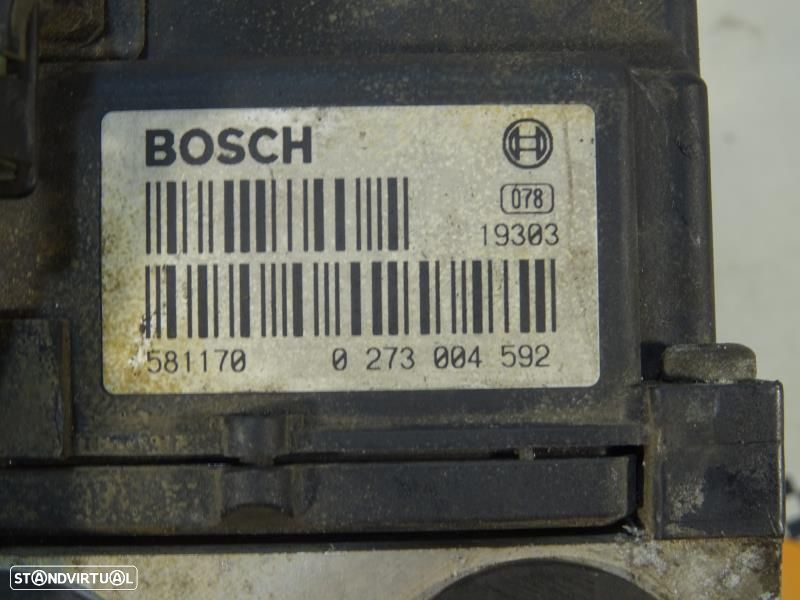 BOSCH
078
19303
581170 0 273 004 592
STANDVIRTUAL